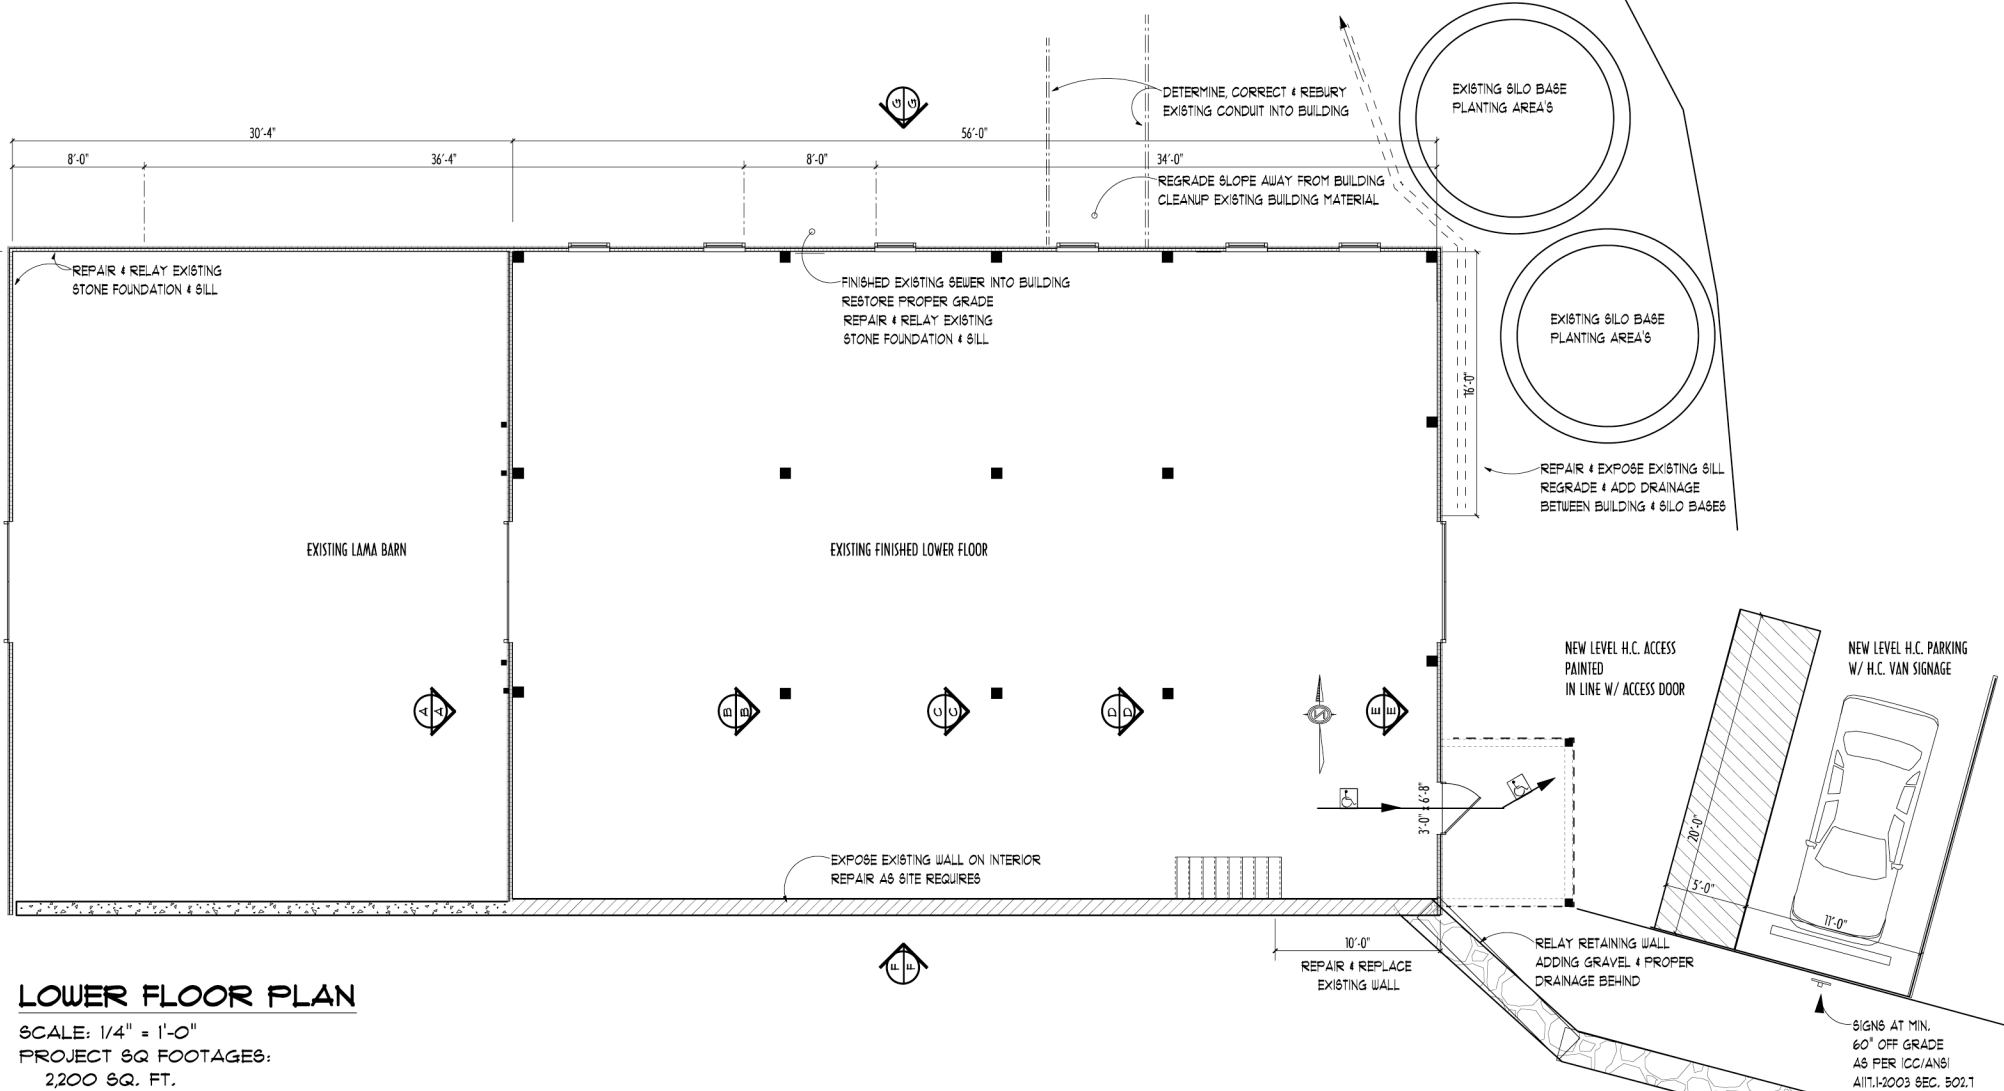 DETERMINE, CORRECT & REBURY
EXISTING CONDUIT INTO BUILDING
EXISTING SILO BASE
PLANTING AREA'S
G
G
30'-4"
56'-0"
8'-0"
36'-4"
8'-0"
34'-0"
REGRADE SLOPE AWAY FROM BUILDING
CLEANUP EXISTING BUILDING MATERIAL
REPAIR & RELAY EXISTING
STONE FOUNDATION & SILL
FINISHED EXISTING SEWER INTO BUILDING
RESTORE PROPER GRADE
REPAIR & RELAY EXISTING
STONE FOUNDATION & SILL
EXISTING SILO BASE
PLANTING AREA'S
16'-0"
REPAIR & EXPOSE EXISTING SILL
REGRADE & ADD DRAINAGE
BETWEEN BUILDING & SILO BASES
EXISTING LAMA BARN
EXISTING FINISHED LOWER FLOOR
NEW LEVEL H.C. ACCESS
PAINTED
IN LINE W/ ACCESS DOOR
NEW LEVEL H.C. PARKING
W/ H.C. VAN SIGNAGE
A
A
B
B
C
C
D
D
N
E
E
3'-0" x 6'-8"
20'-0"
5'-0"
11'-0"
EXPOSE EXISTING WALL ON INTERIOR
REPAIR AS SITE REQUIRES
F
F
10'-0"
REPAIR & REPLACE
EXISTING WALL
RELAY RETAINING WALL
ADDING GRAVEL & PROPER
DRAINAGE BEHIND
SIGNS AT MIN.
60" OFF GRADE
AS PER ICC/ANSI
A117.1-2003 SEC. 502.7
LOWER FLOOR PLAN
SCALE: 1/4" = 1'-0"
PROJECT SQ FOOTAGES:
2,200 SQ. FT.